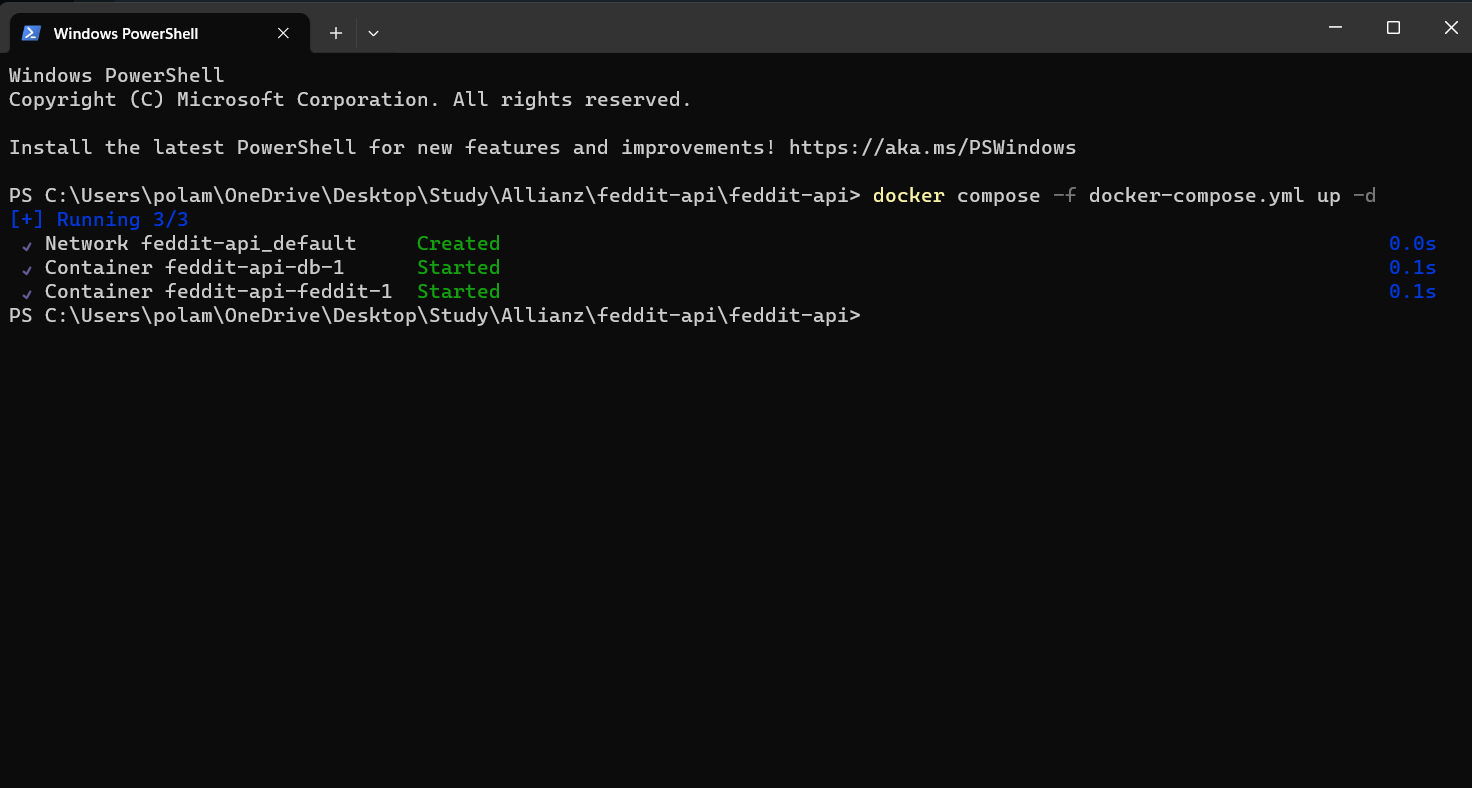 Windows PowerShell
Windows PowerShell
Copyright (C) Microsoft Corporation. All rights reserved.
Install the latest PowerShell for new features and improvements! https://aka.ms/PSWindows
PS C:\Users\polam\OneDrive\Desktop\Study\Allianz\feddit-api\feddit-api> docker compose -f docker-compose.yml up -d
[+] Running 3/3
✓ Network feddit-api_default Created 0.0s
✓ Container feddit-api-db-1 Started 0.1s
✓ Container feddit-api-feddit-1 Started 0.1s
PS C:\Users\polam\OneDrive\Desktop\Study\Allianz\feddit-api\feddit-api>